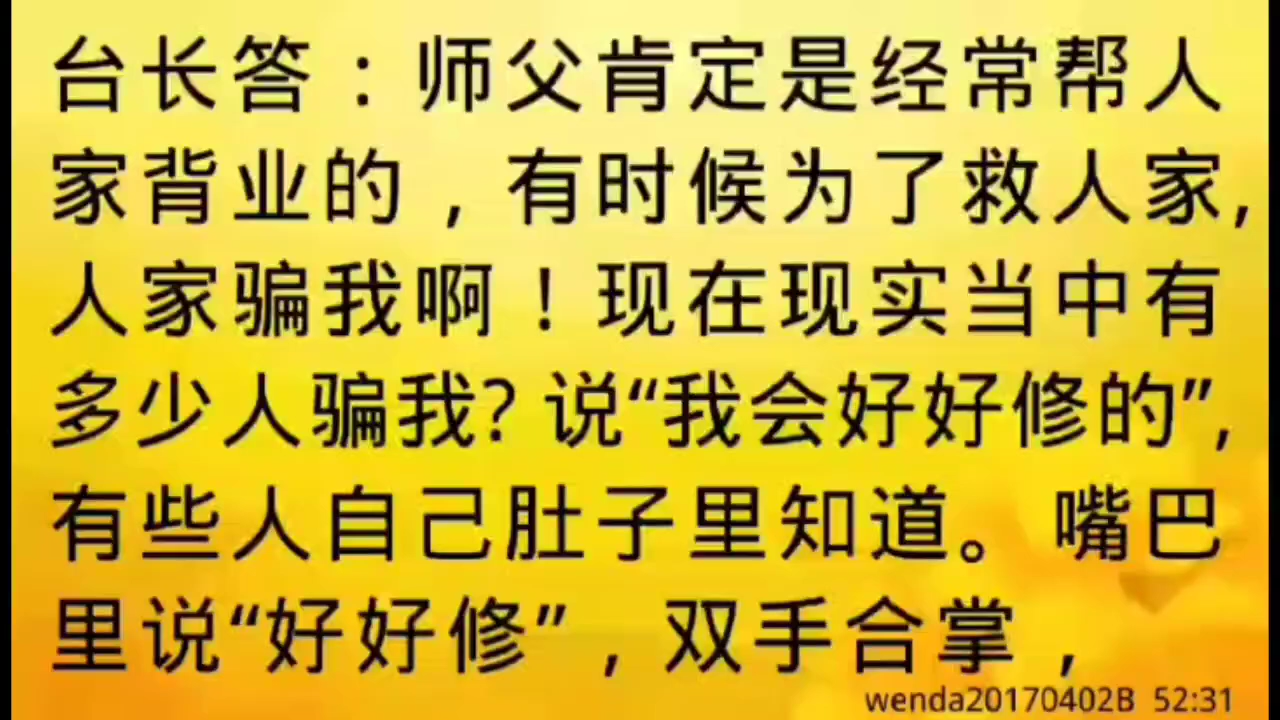 台长答：师父肯定是经常帮人
家背业的，有时候为了救人家，
人家骗我啊！现在现实当中有
多少人骗我？说“我会好好修的”，
有些人自己肚子里知道。嘴巴
里说“好好修”，双手合掌，
wenda20170402B 52:31